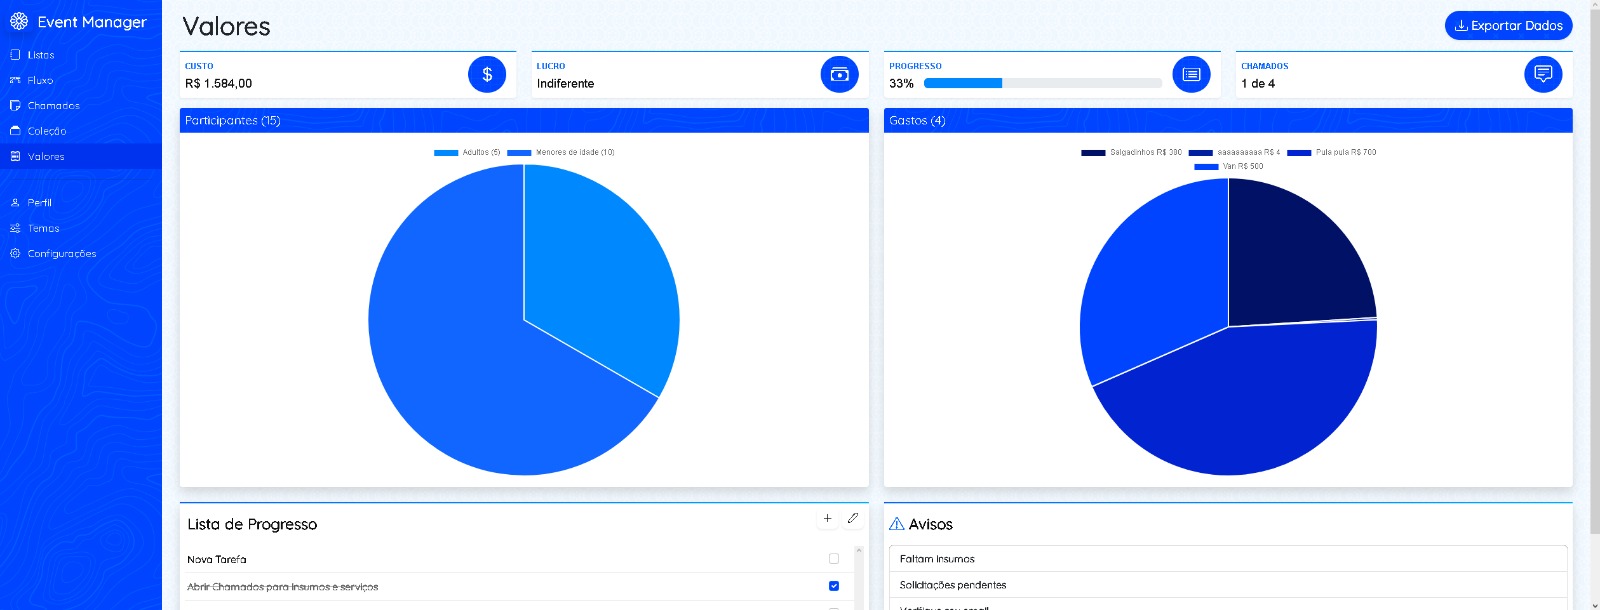 Event Manager
Listas
Fluxo
Chamados
Coleção
Valores
Perfil
Temas
Configurações
Valores
Exportar Dados
CUSTO
R$ 1.584,00
LUCRO
Indiferente
PROGRESSO
33%
CHAMADOS
1 de 4
Participantes (15)
Adultos (5) Menores de Idade (10)
Gastos (4)
Salgadinhos R$ 380 aaaaaaaaaa R$ 4 Pula pula R$ 700
Van R$ 500
Lista de Progresso
Nova Tarefa
Abrir Chamados para Insumos e serviços
Avisos
Faltam Insumos
Solicitações pendentes